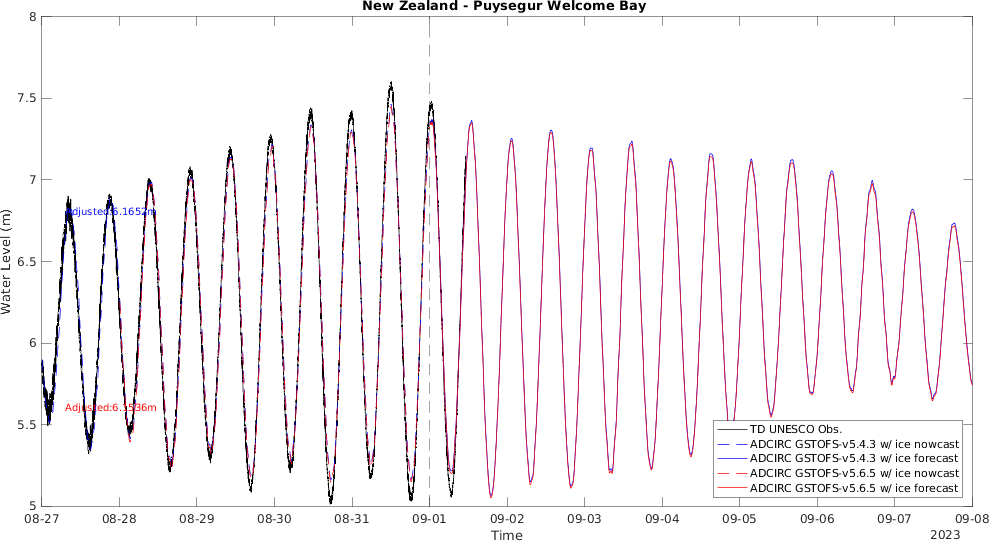 New Zealand - Puysegur Welcome Bay
8
7.5
7
6.5
6
5.5
5
Water Level (m)
Adjusted:6.1652m
TD UNESCO Obs.
ADCIRC GSTOFS-v5.4.3 w/ ice nowcast
ADCIRC GSTOFS-v5.4.3 w/ ice forecast
ADCIRC GSTOFS-v5.6.5 w/ ice nowcast
ADCIRC GSTOFS-v5.6.5 w/ ice forecast
08-27 08-28 08-29 08-30 08-31 09-01 09-02 09-03 09-04 09-05 09-06 09-07 09-08
Time
2023